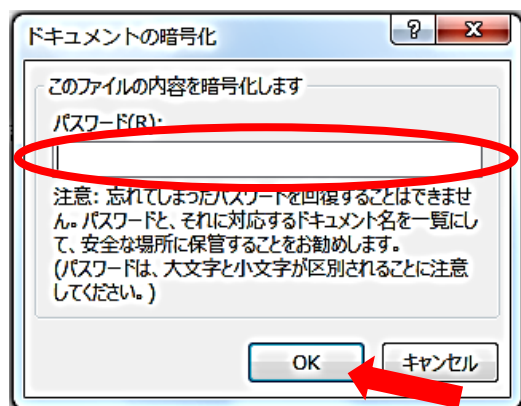 ドキュメントの暗号化
?
x
このファイルの内容を暗号化します
パスワード(R):
注意: 忘れてしまったパスワードを回復することはできませ
ん。パスワードと、それに対応するドキュメント名を一覧にし
て、安全な場所に保管することをお勧めします。
(パスワードは、大文字と小文字が区別されることに注意
してください。)
OK
キャンセル